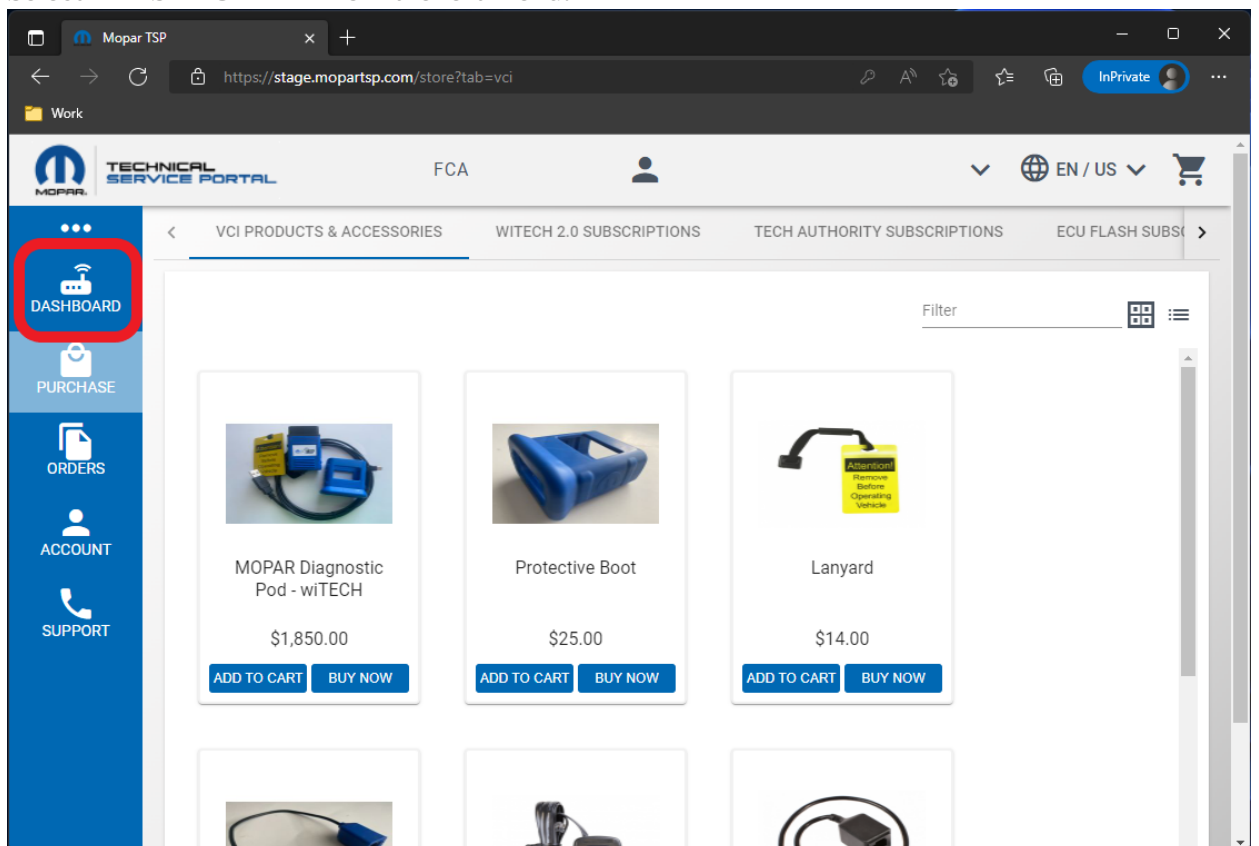 Mopar TSP
https://stage.mopartsp.com/store?tab=vci
InPrivate
Work
MOPAR
TECHNICAL
SERVICE PORTAL
FCA
EN / US
VCI PRODUCTS & ACCESSORIES
WITECH 2.0 SUBSCRIPTIONS
TECH AUTHORITY SUBSCRIPTIONS
ECU FLASH SUBS
DASHBOARD
PURCHASE
ORDERS
ACCOUNT
SUPPORT
Filter
MOPAR Diagnostic
Pod - wiTECH
$1,850.00
ADD TO CART
BUY NOW
Protective Boot
$25.00
ADD TO CART
BUY NOW
Attention!
Remove
Before
Operating
Vehicle
Lanyard
$14.00
ADD TO CART
BUY NOW